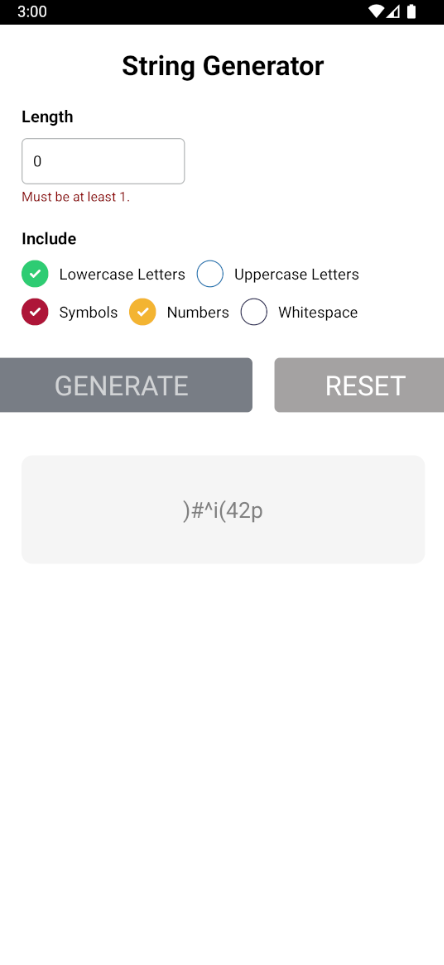 3:00
String Generator
Length
0
Must be at least 1.
Include
Lowercase Letters Uppercase Letters
Symbols Numbers Whitespace
GENERATE RESET
)#^i(42p